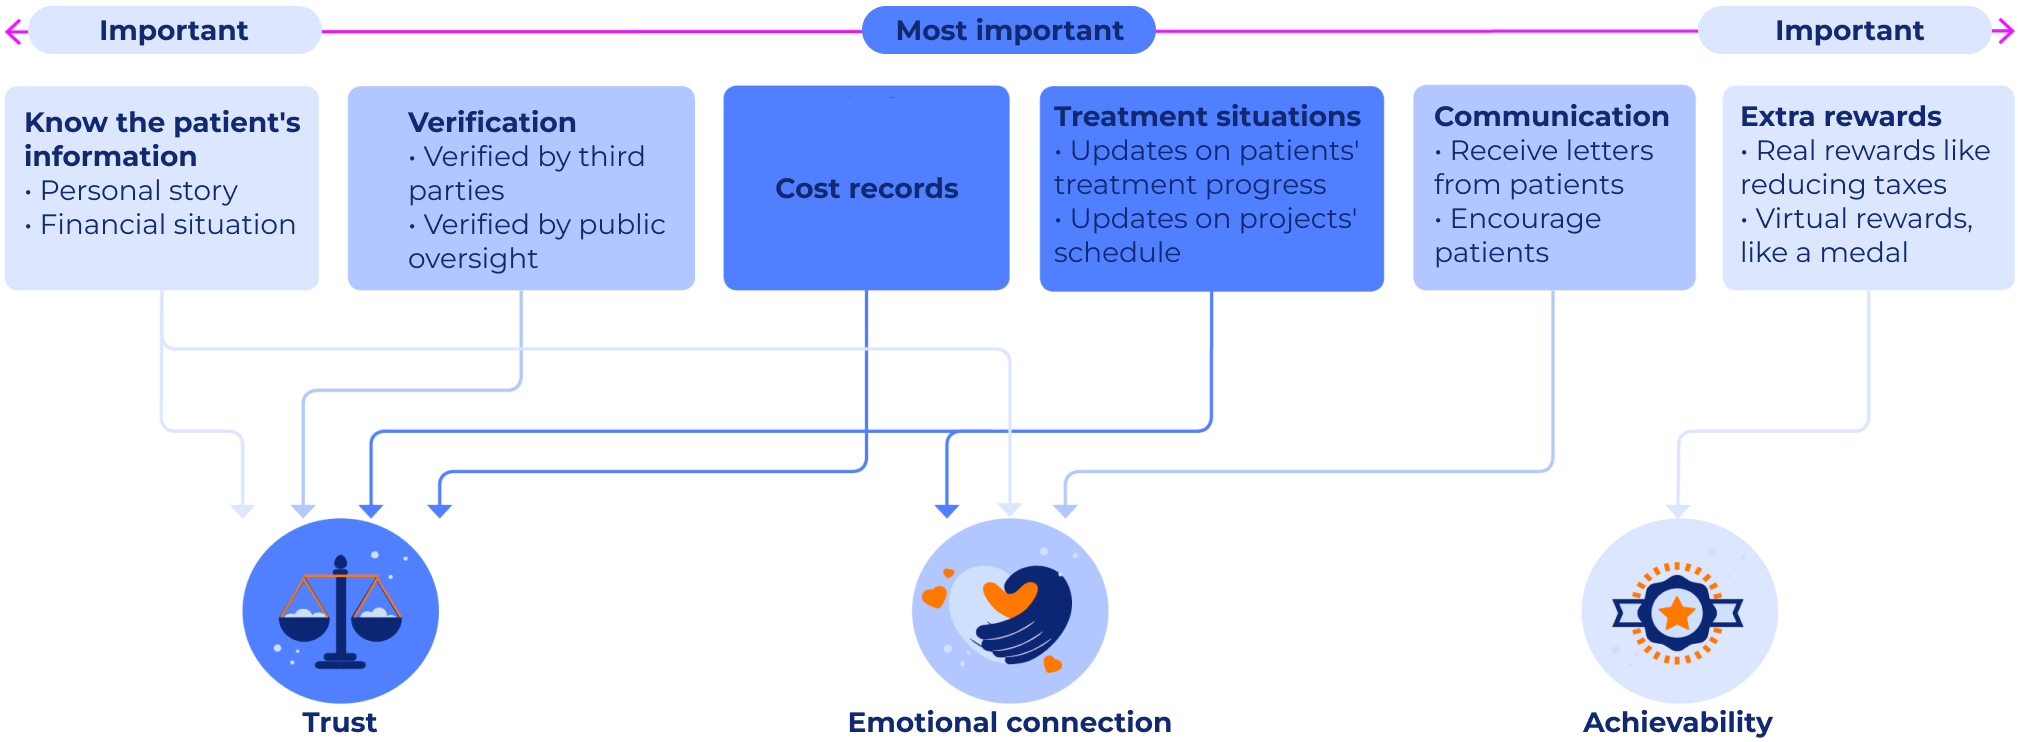 Important
Most important
Important
Know the patient's
information
· Personal story
· Financial situation
Verification
· Verified by third
parties
· Verified by public
oversight
Cost records
Treatment situations
· Updates on patients'
treatment progress
· Updates on projects'
schedule
Communication
· Receive letters
from patients
· Encourage
patients
Extra rewards
· Real rewards like
reducing taxes
· Virtual rewards,
like a medal
Trust
Emotional connection
Achievability